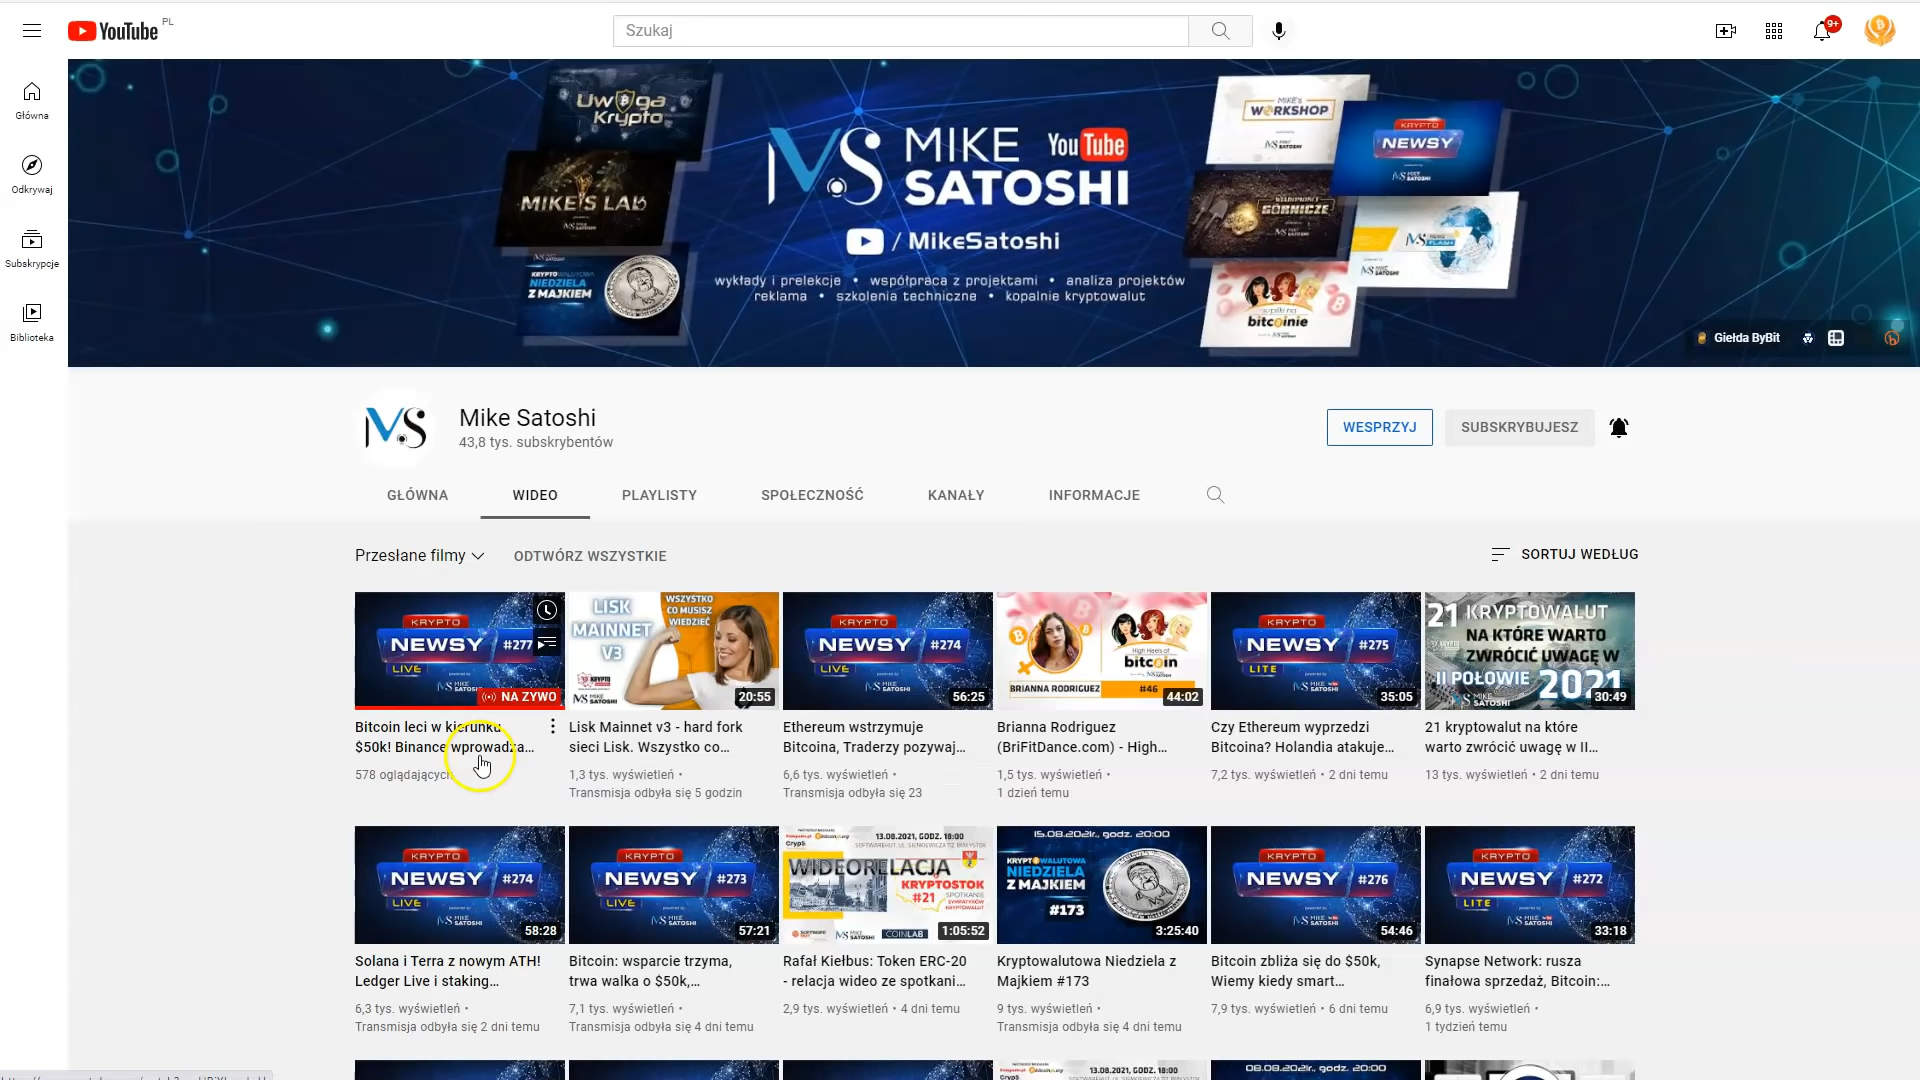 YouTube PL
Szukaj
9+
Główna
Odkrywaj
Subskrypcje
Biblioteka
Uwaga
Krypto
MIKE'S LAB
KRYPTOWALUTOWA
NIEDZIELA
Z MAJKIEM
MS MIKE SATOSHI YouTube
/ MikeSatoshi
wykłady i prelekcje • współpraca z projektami • analiza projektów
reklama • szkolenia techniczne • kopalnie kryptowalut
MIKE's
WORKSHOP
KRYPTO
NEWSY
WIADOMOŚCI
GÓRNICZE
FLASH
szpilki na
bitcoinie
Giełda ByBit
Mike Satoshi
43,8 tys. subskrybentów
WESPRZYJ
SUBSKRYBUJESZ
GŁÓWNA
WIDEO
PLAYLISTY
SPOŁECZNOŚĆ
KANAŁY
INFORMACJE
Przesłane filmy
ODTWÓRZ WSZYSTKIE
SORTUJ WEDŁUG
KRYPTO
NEWSY #277
LIVE
NA ŻYWO
Bitcoin leci w kierunku
$50k! Binance wprowadza...
578 oglądających
LISK
MAINNET
V3
WSZYSTKO
CO MUSISZ
WIEDZIEĆ
20:55
Lisk Mainnet v3 - hard fork
sieci Lisk. Wszystko co...
1,3 tys. wyświetleń •
Transmisja odbyła się 5 godzin
KRYPTO
NEWSY #274
LIVE
56:25
Ethereum wstrzymuje
Bitcoina, Traderzy pozywaj...
6,6 tys. wyświetleń •
Transmisja odbyła się 23
High Heels of
bitcoin
BRIANNA RODRIGUEZ #46
44:02
Brianna Rodriguez
(BriFitDance.com) - High...
1,5 tys. wyświetleń •
1 dzień temu
KRYPTO
NEWSY #275
LITE
35:05
Czy Ethereum wyprzedzi
Bitcoina? Holandia atakuje...
7,2 tys. wyświetleń • 2 dni temu
21 KRYPTOWALUT
NA KTÓRE WARTO
ZWRÓCIĆ UWAGĘ W
II POŁOWIE 2021
MIKE SATOSHI
30:49
21 kryptowalut na które
warto zwrócić uwagę w II...
13 tys. wyświetleń • 2 dni temu
KRYPTO
NEWSY #274
LIVE
58:28
Solana i Terra z nowym ATH!
Ledger Live i staking...
6,3 tys. wyświetleń •
Transmisja odbyła się 2 dni temu
KRYPTO
NEWSY #273
LIVE
57:21
Bitcoin: wsparcie trzyma,
trwa walka o $50k,...
7,1 tys. wyświetleń •
Transmisja odbyła się 4 dni temu
13.08.2021, GODZ. 18:00
WIDEORELACJA
KRYPTOSTOK
#21
SPOTKANIE
SYMPATYKÓW
KRYPTOWALUT
COINLAB
1:05:52
Rafał Kiełbus: Token ERC-20
- relacja wideo ze spotkani...
2,9 tys. wyświetleń • 4 dni temu
15.08.2021r., godz. 20:00
KRYPTOWALUTOWA
NIEDZIELA
Z MAJKIEM
#173
3:25:40
Kryptowalutowa Niedziela z
Majkiem #173
9 tys. wyświetleń •
Transmisja odbyła się 4 dni temu
KRYPTO
NEWSY #276
LIVE
54:46
Bitcoin zbliża się do $50k,
Wiemy kiedy smart...
7,9 tys. wyświetleń • 6 dni temu
KRYPTO
NEWSY #272
LITE
33:18
Synapse Network: rusza
finałowa sprzedaż, Bitcoin:...
6,9 tys. wyświetleń •
1 tydzień temu
13.08.2021, GODZ. 18:00
08.08.2021r., godz. 20:00